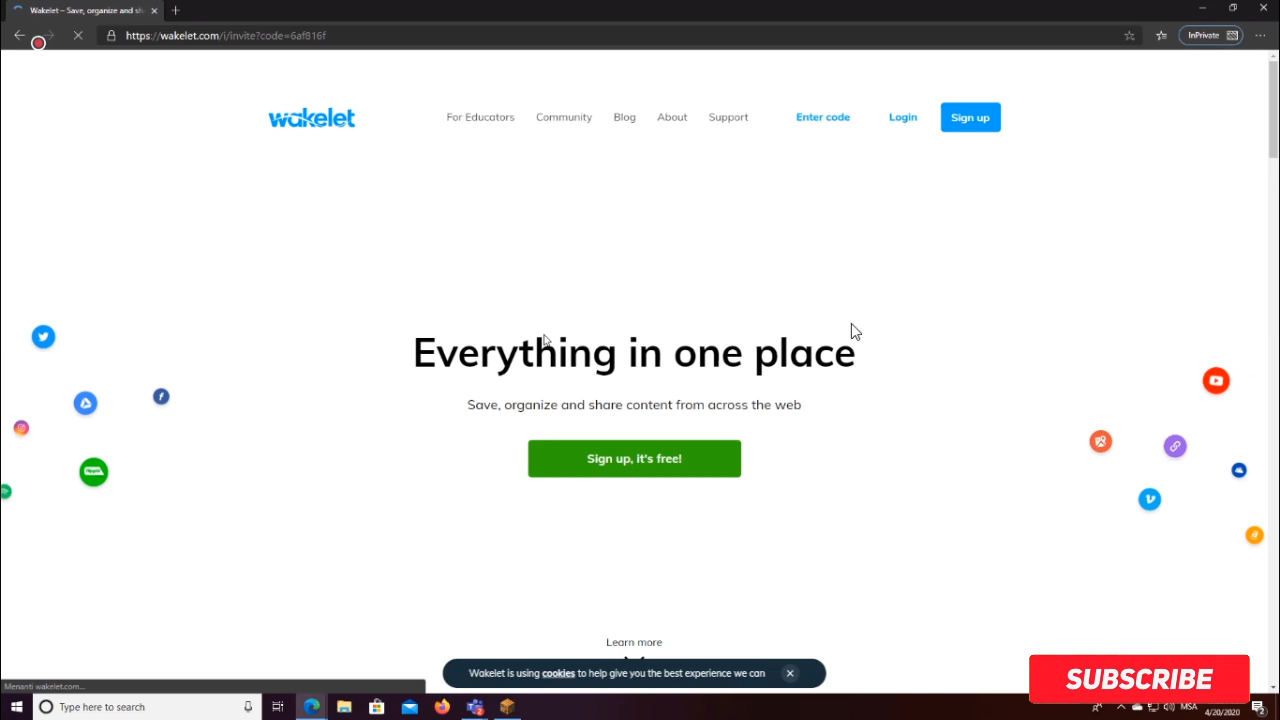 Wakelet – Save, organize and sh
https://wakelet.com/i/invite?code=6af816f
InPrivate
wakelet
For Educators
Community
Blog
About
Support
Enter code
Login
Sign up
Everything in one place
Save, organize and share content from across the web
Sign up, it's free!
Learn more
Wakelet is using cookies to help give you the best experience we can
SUBSCRIBE
Menanti wakelet.com...
Type here to search
MSA
4/20/2020
2